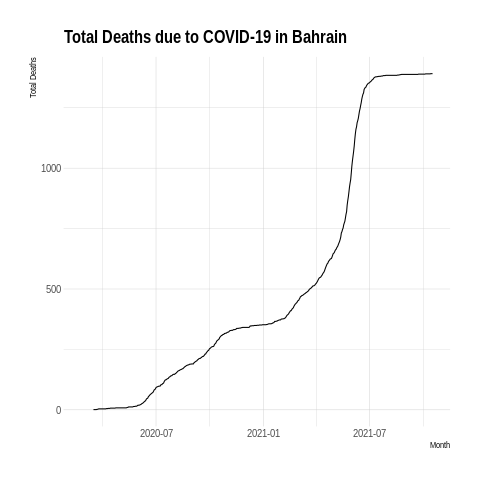 Total Deaths due to COVID-19 in Bahrain
Total Deaths
1000
500
0
2020-07
2021-01
2021-07
Month